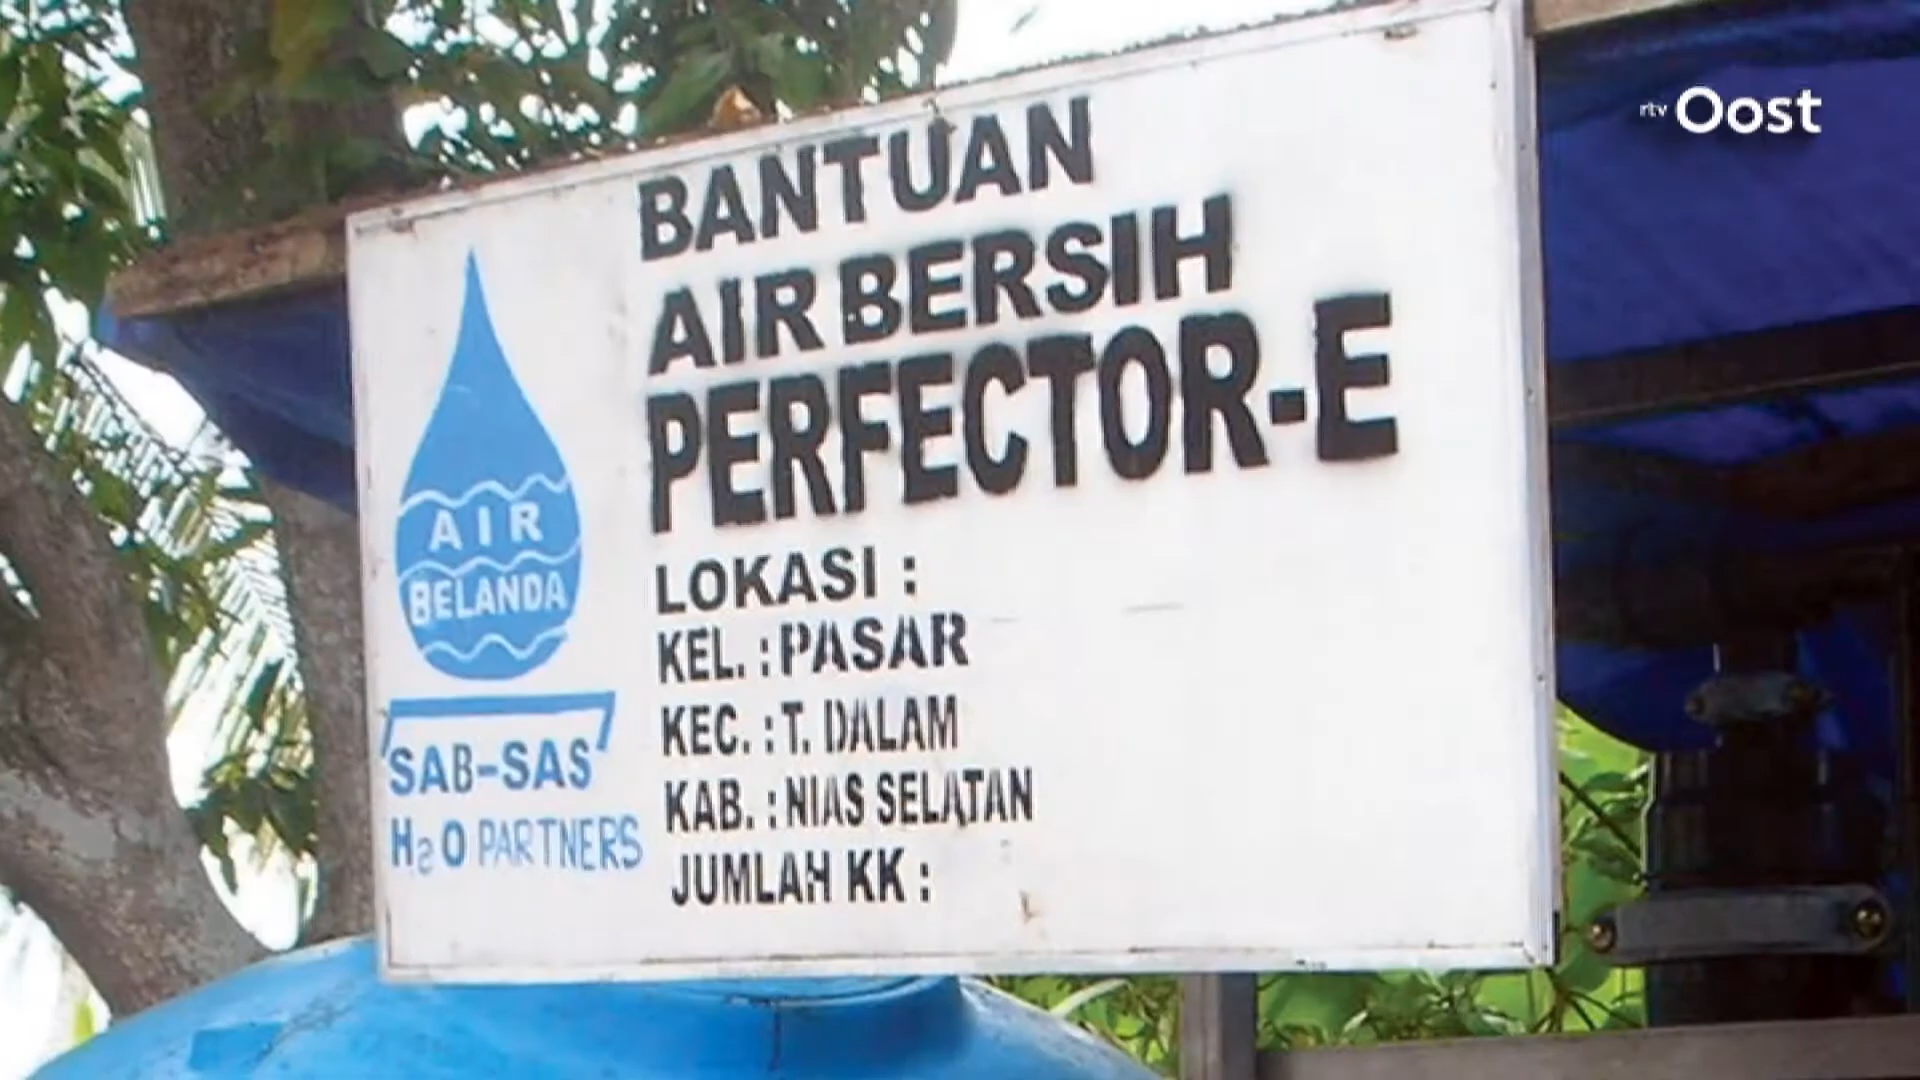 rtv Oost
BANTUAN
AIR BERSIH
PERFECTOR-E
LOKASI :
KEL. : PASAR
KEC. : T. DALAM
KAB. : NIAS SELATAN
JUMLAH KK :
AIR
BELANDA
SAB-SAS
H2O PARTNERS